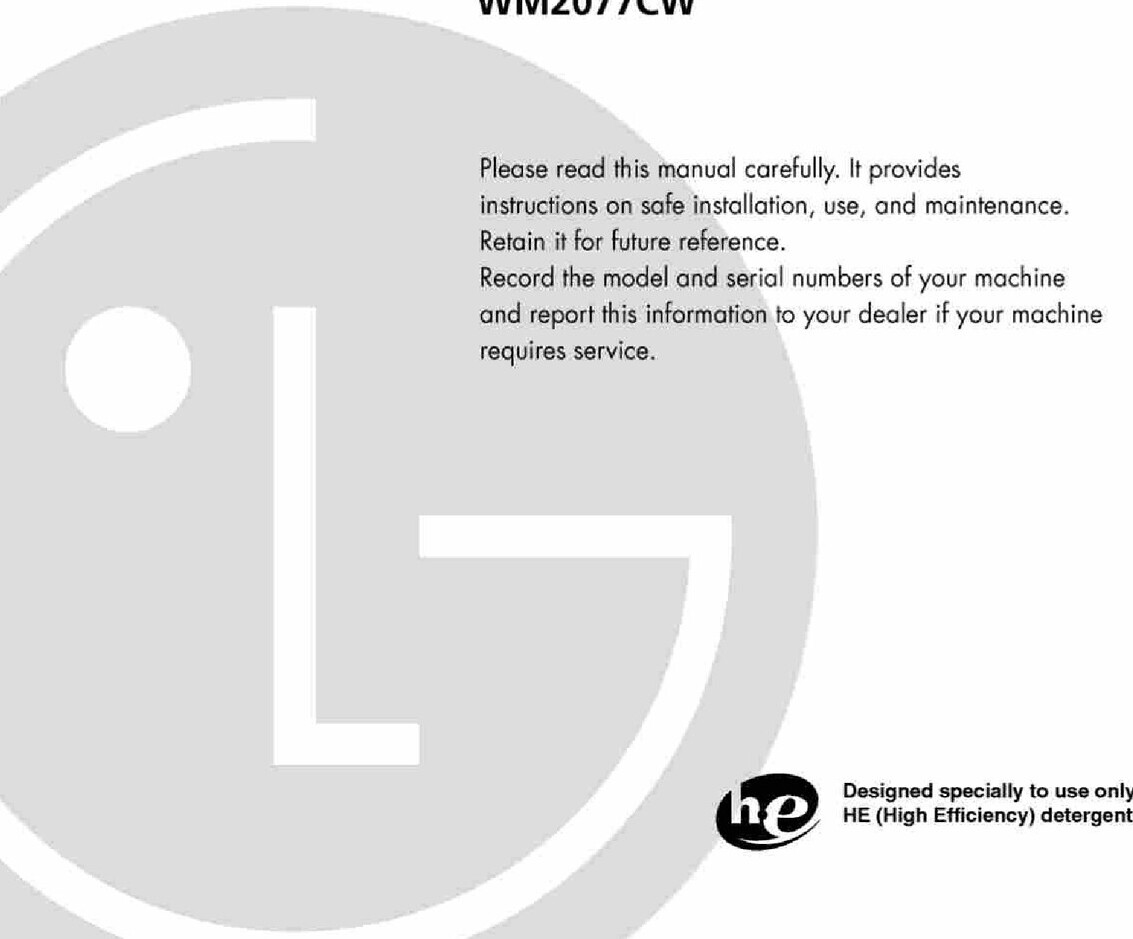 WM2077CW
Please read this manual carefully. It provides
instructions on safe installation, use, and maintenance.
Retain it for future reference.
Record the model and serial numbers of your machine
and report this information to your dealer if your machine
requires service.
he
Designed specially to use only
HE (High Efficiency) detergent
LG